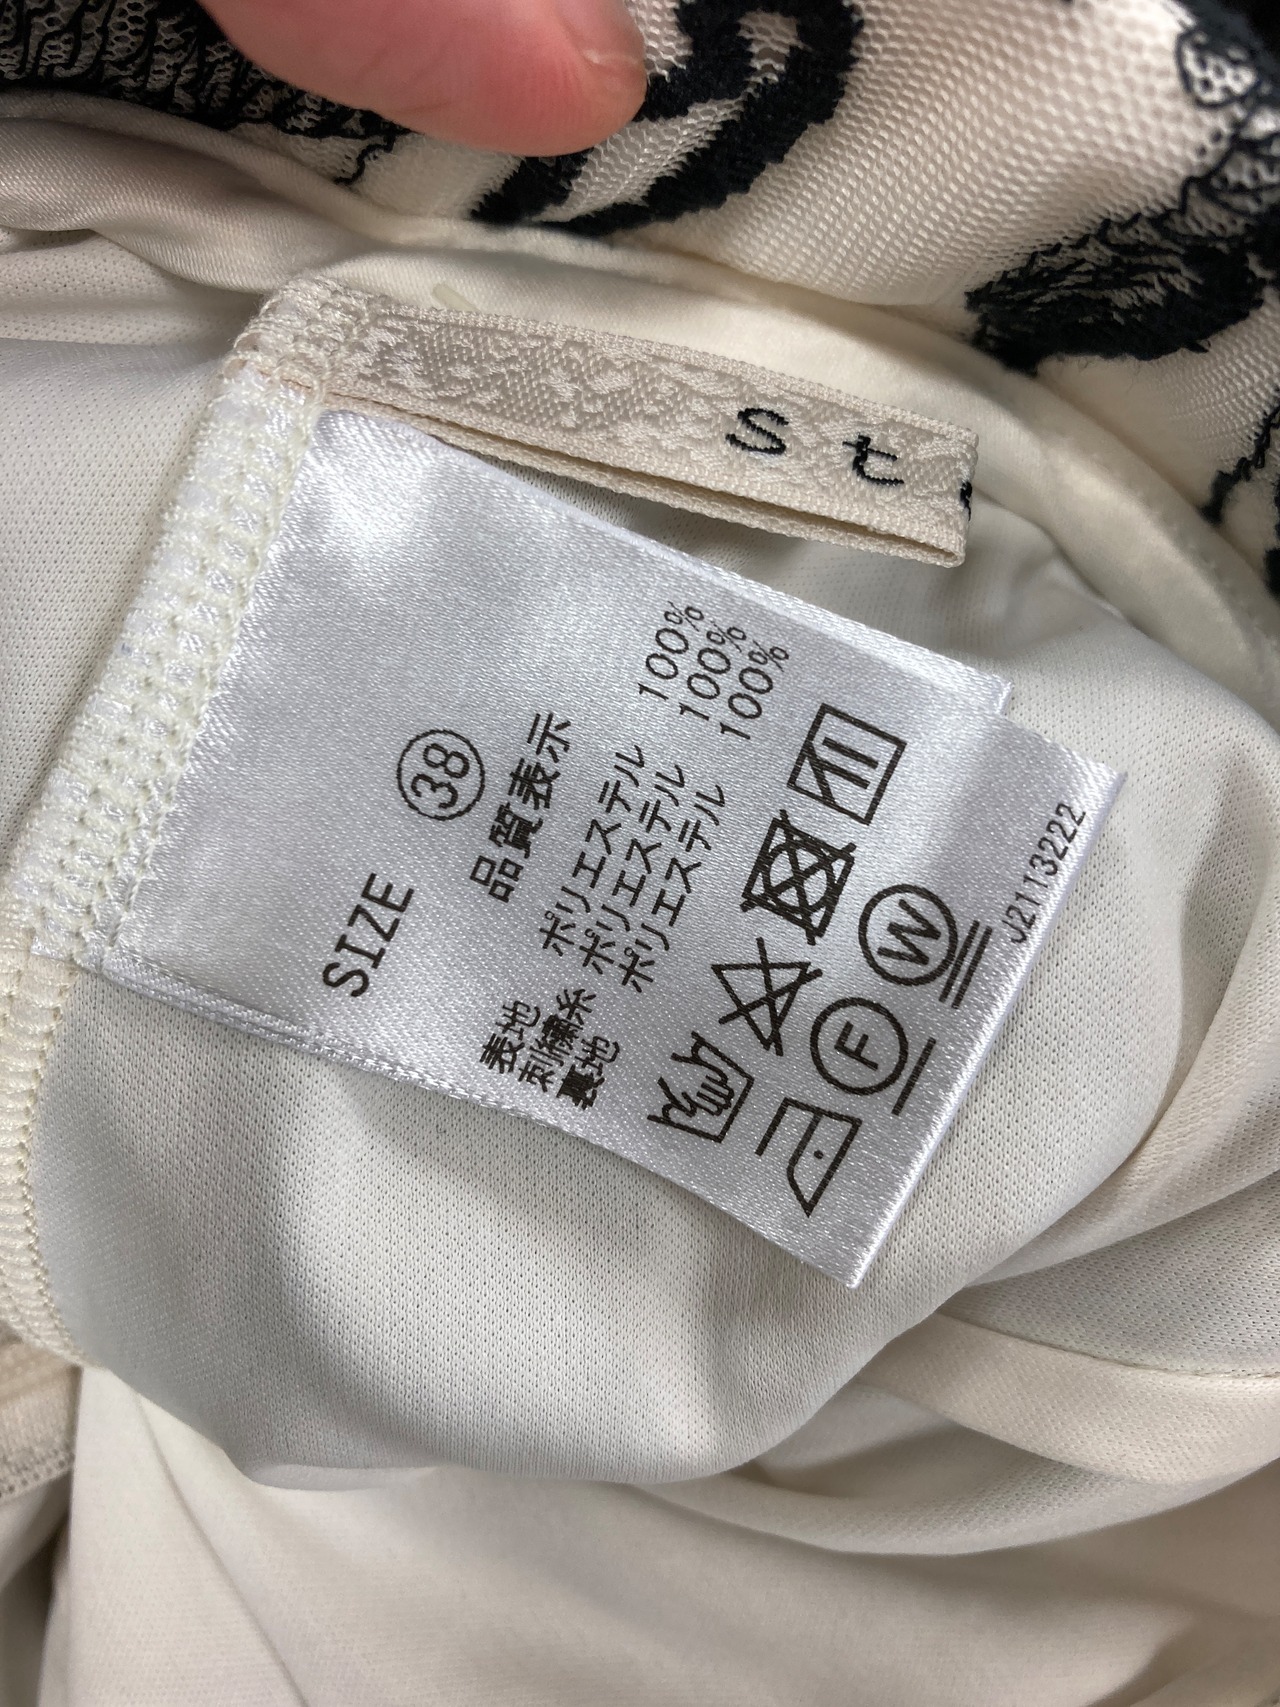 St
SIZE 38
品質表示
表地 ポリエステル 100%
刺繍糸 ポリエステル 100%
裏地 ポリエステル 100%
F W
J2113222